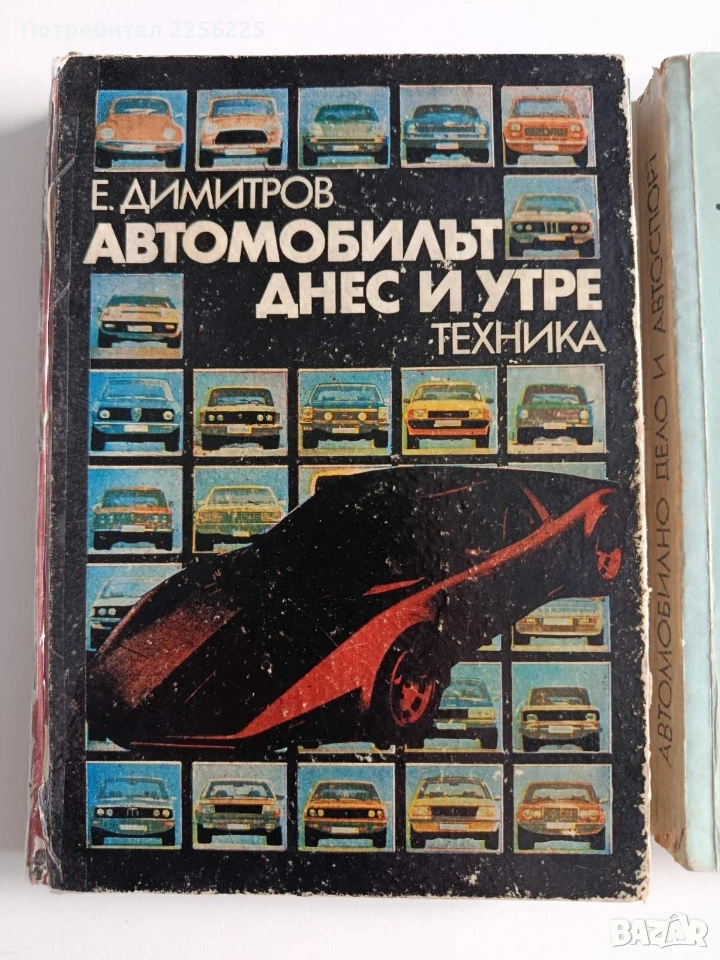 Потребител 2256225
Е. ДИМИТРОВ
АВТОМОБИЛЪТ
ДНЕС И УТРЕ
ТЕХНИКА
АВТОМОБИЛНО ДЕЛО И АВТОСПОРТ
BAZAR